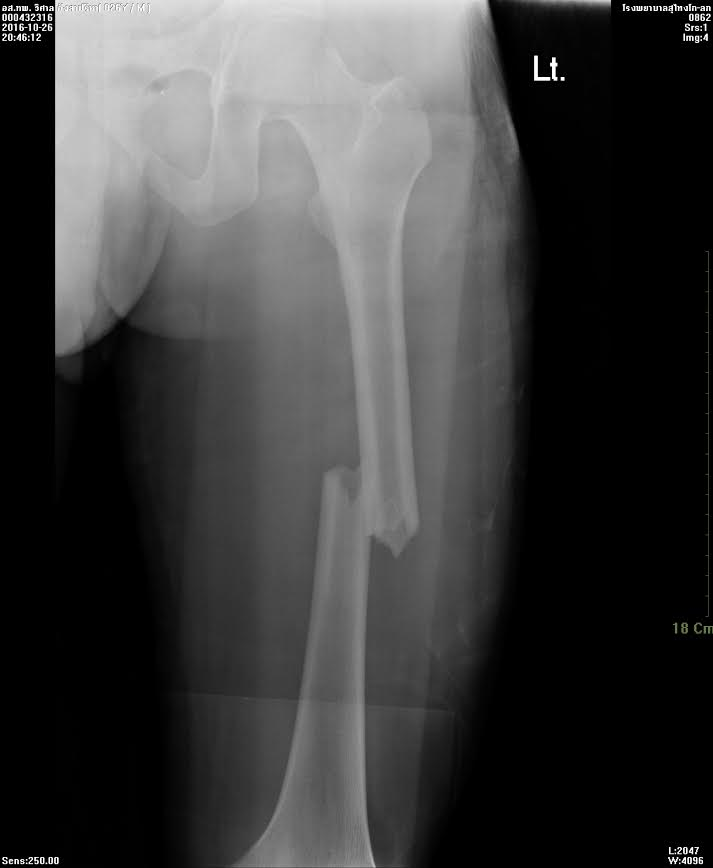 000432316
2016-10-26
20:46:12
( 026Y / M )
0862
Srs:1
Img:4
Lt.
18 Cm
Sens:250.00
L:2047
W:4096